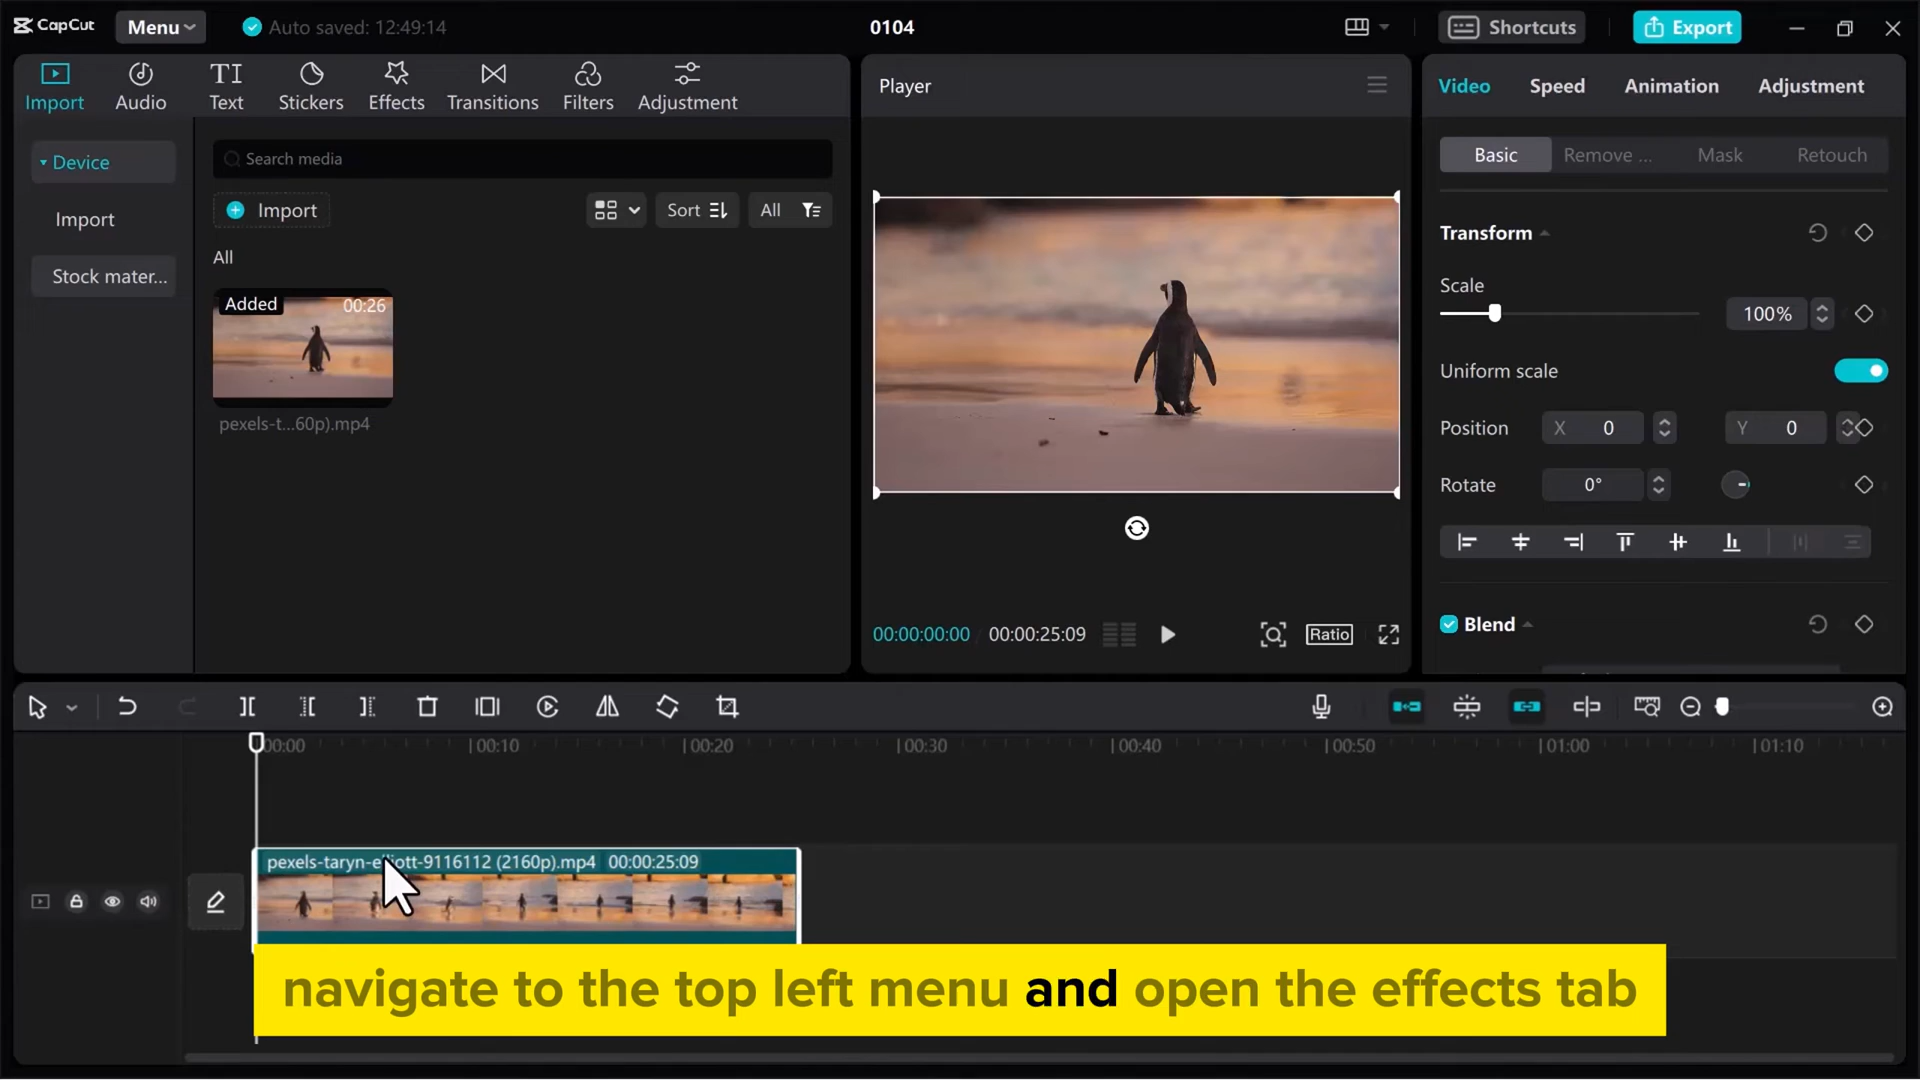 CapCut Menu Auto saved: 12:49:14 0104 Shortcuts Export
Import Audio Text Stickers Effects Transitions Filters Adjustment
Device
Import
Stock mater...
Search media
Import Sort All
All
Added 00:26
pexels-t...60p).mp4
Player
00:00:00:00 00:00:25:09 Ratio
Video Speed Animation Adjustment
Basic Remove ... Mask Retouch
Transform
Scale
100%
Uniform scale
Position X 0 Y 0
Rotate 0°
Blend
00:00 00:10 00:20 00:30 00:40 00:50 01:00 01:10
pexels-taryn-elliott-9116112 (2160p).mp4 00:00:25:09
navigate to the top left menu and open the effects tab